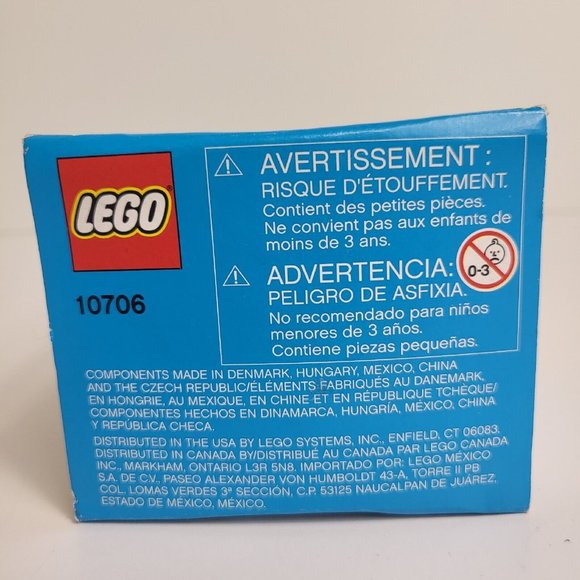 LEGO
10706
AVERTISSEMENT :
RISQUE D'ÉTOUFFEMENT.
Contient des petites pièces.
Ne convient pas aux enfants de
moins de 3 ans.
ADVERTENCIA:
PELIGRO DE ASFIXIA.
No recomendado para niños
menores de 3 años.
Contiene piezas pequeñas.
0-3
COMPONENTS MADE IN DENMARK, HUNGARY, MEXICO, CHINA
AND THE CZECH REPUBLIC/ÉLÉMENTS FABRIQUÉS AU DANEMARK,
EN HONGRIE, AU MEXIQUE, EN CHINE ET EN RÉPUBLIQUE TCHÈQUE/
COMPONENTES HECHOS EN DINAMARCA, HUNGRÍA, MÉXICO, CHINA
Y REPÚBLICA CHECA.
DISTRIBUTED IN THE USA BY LEGO SYSTEMS, INC., ENFIELD, CT 06083.
DISTRIBUTED IN CANADA BY/DISTRIBUÉ AU CANADA PAR LEGO CANADA
INC., MARKHAM, ONTARIO L3R 5N8. IMPORTADO POR: LEGO MÉXICO
S.A. DE C.V., PASEO ALEXANDER VON HUMBOLDT 43-A, TORRE II PB
COL. LOMAS VERDES 3ª SECCIÓN, C.P. 53125 NAUCALPAN DE JUÁREZ,
ESTADO DE MÉXICO, MÉXICO.